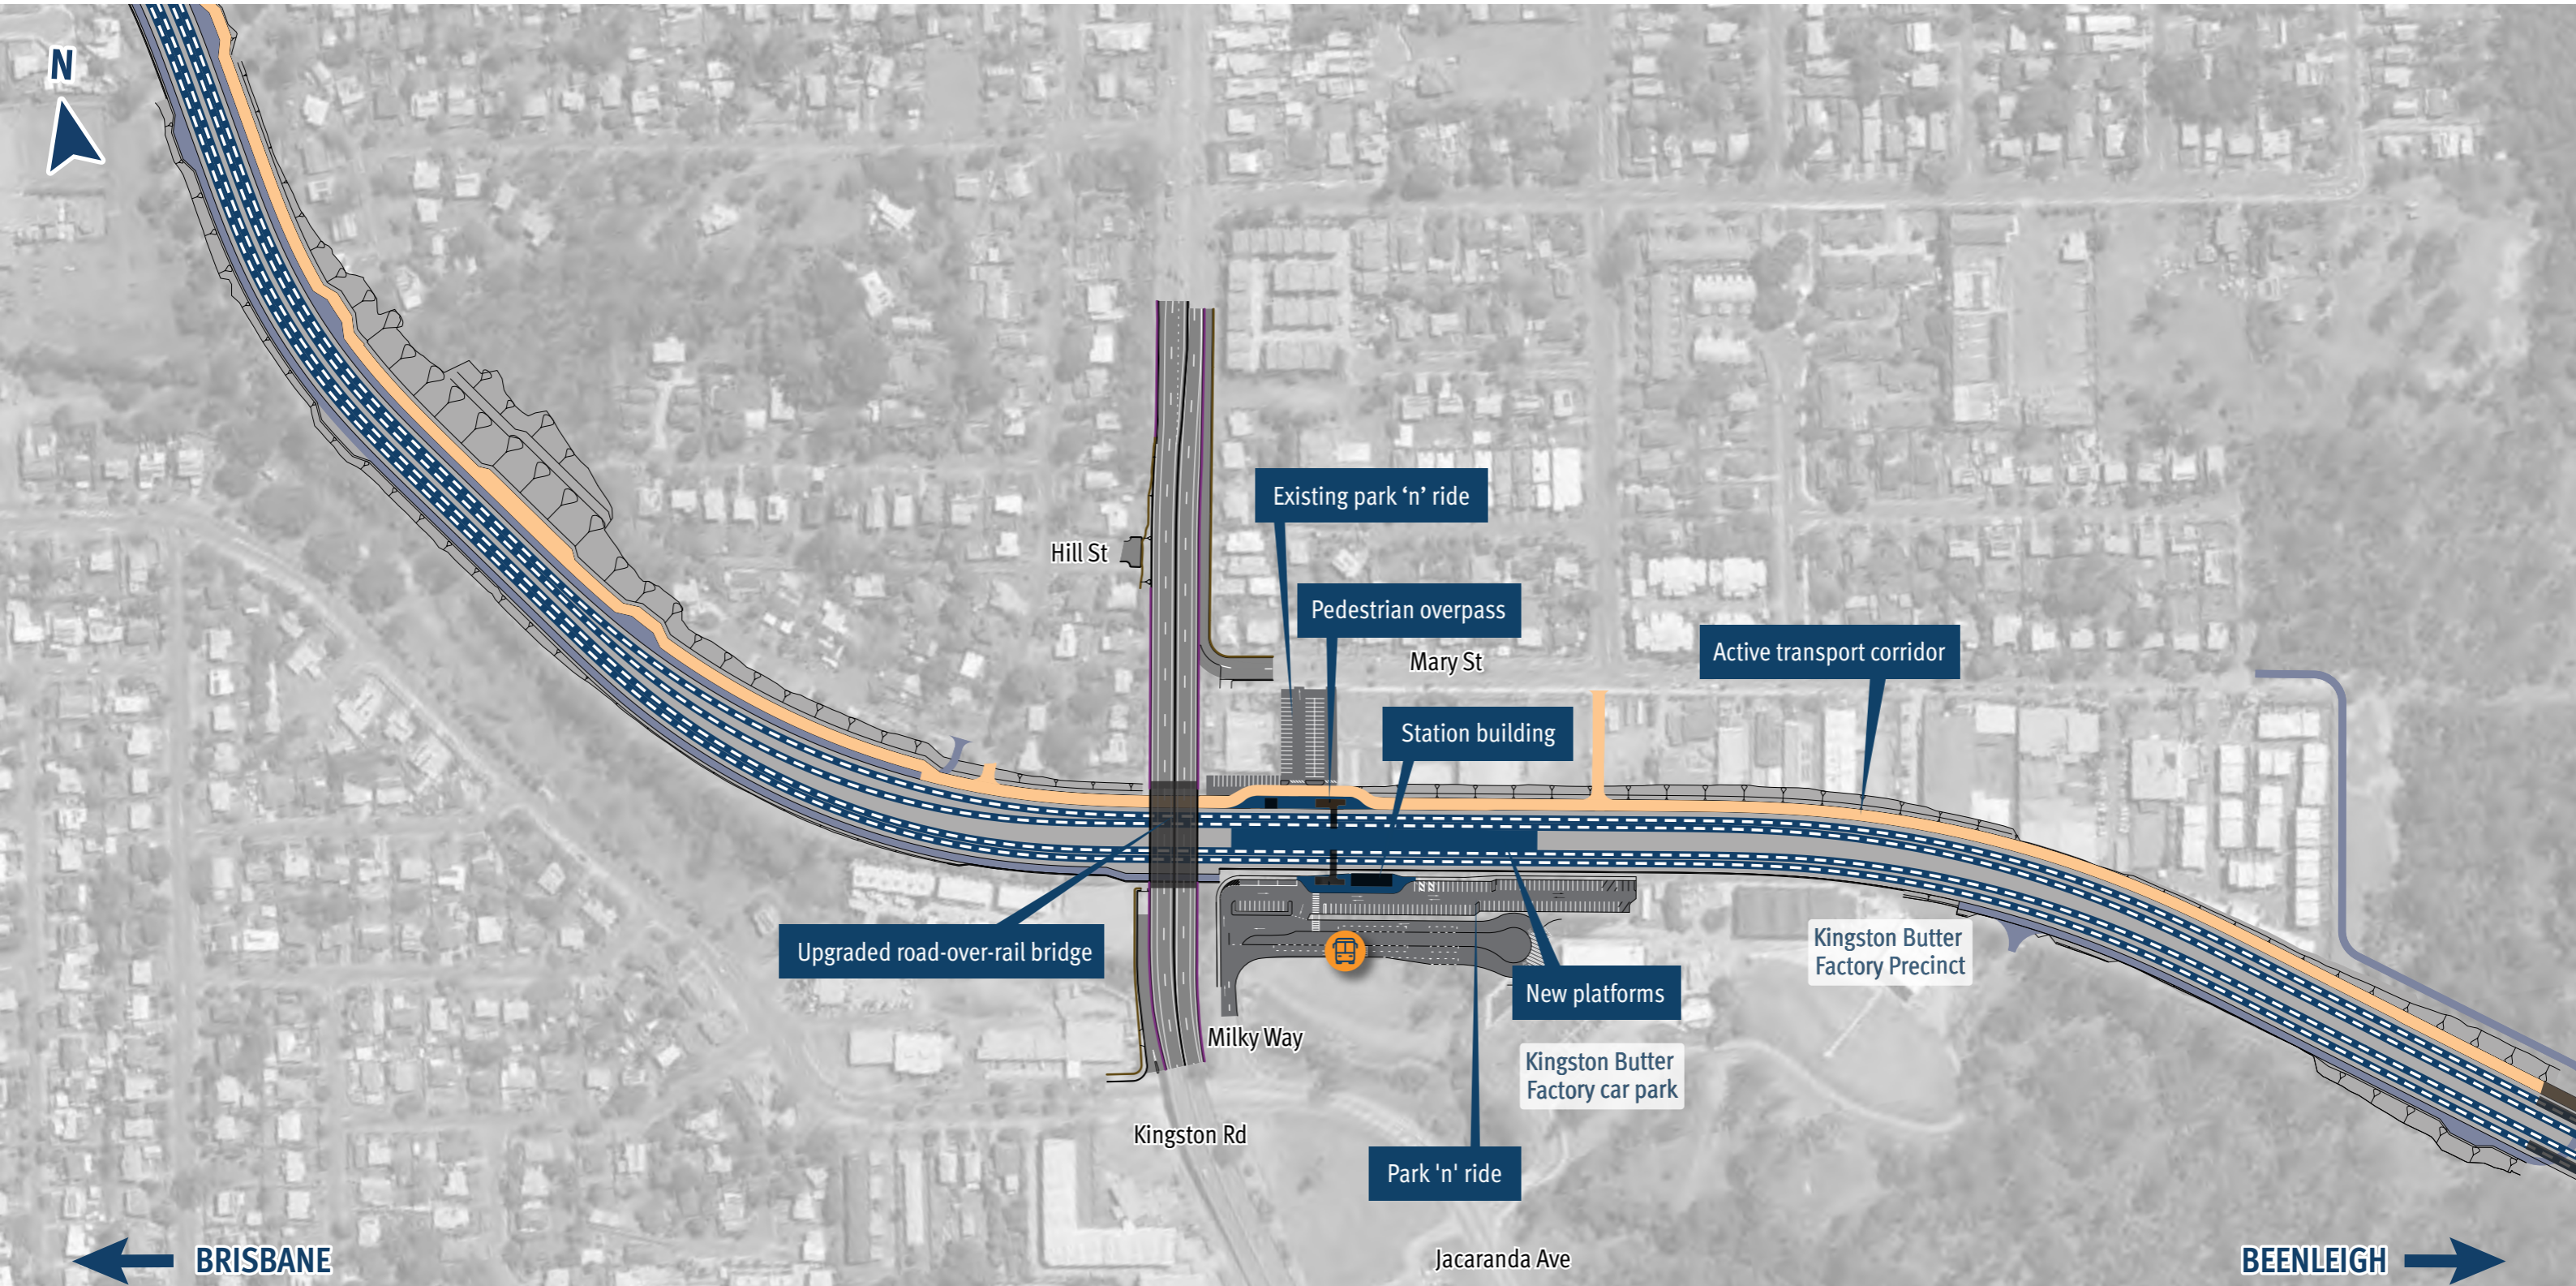 N
Existing park ‘n’ ride
Hill St
Pedestrian overpass
Mary St
Active transport corridor
Station building
Upgraded road-over-rail bridge
Kingston Butter
Factory Precinct
New platforms
Milky Way
Kingston Butter
Factory car park
Kingston Rd
Park 'n' ride
BRISBANE
Jacaranda Ave
BEENLEIGH